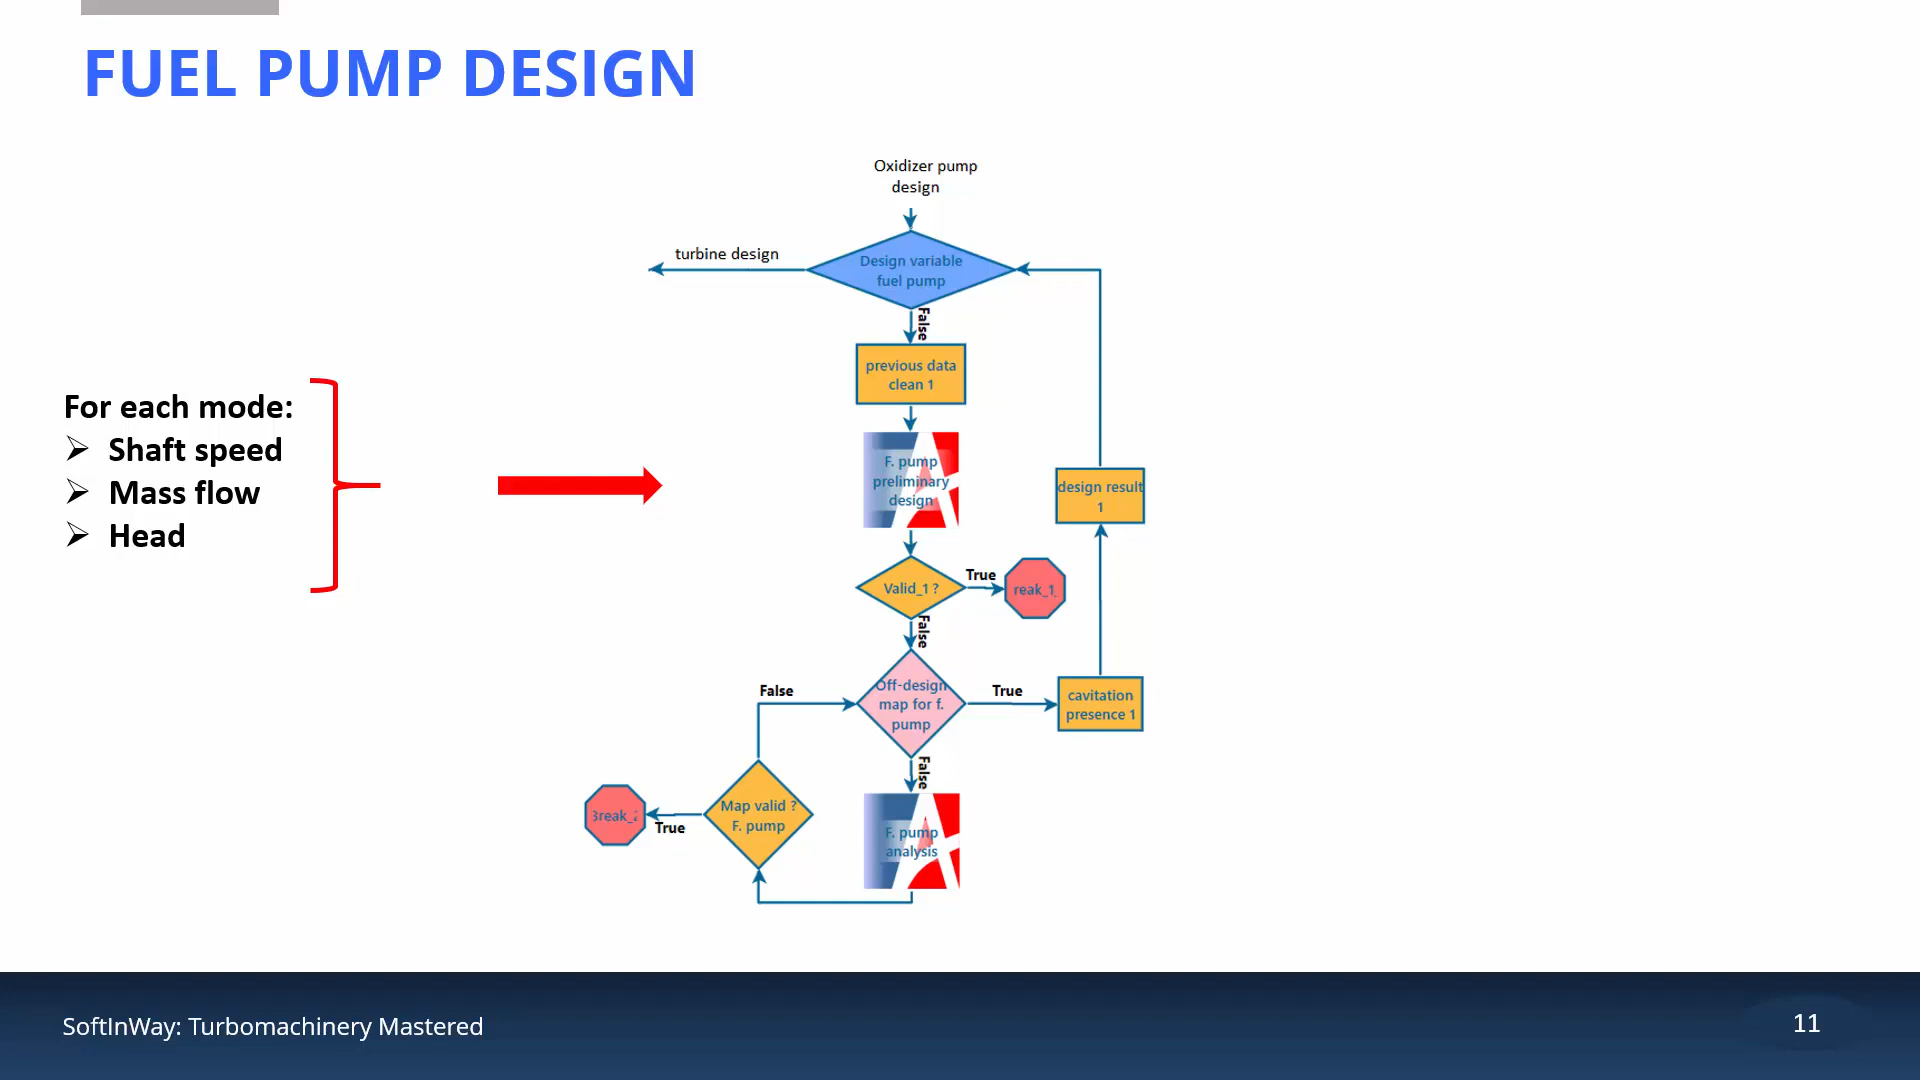 FUEL PUMP DESIGN
Oxidizer pump
design
turbine design
Design variable
fuel pump
False
previous data
clean 1
For each mode:
Shaft speed
Mass flow
Head
F. pump
preliminary
design
design result
1
Valid_1 ?
True
reak_1
False
Off-design
map for f.
pump
False
True
cavitation
presence 1
False
Map valid ?
F. pump
True
F. pump
analysis
SoftInWay: Turbomachinery Mastered
11